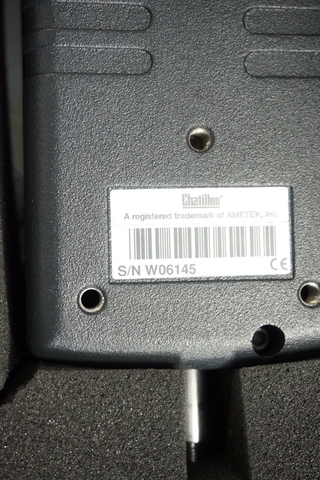 Chatillon®
A registered trademark of AMETEK, Inc.
S/N W06145
CE